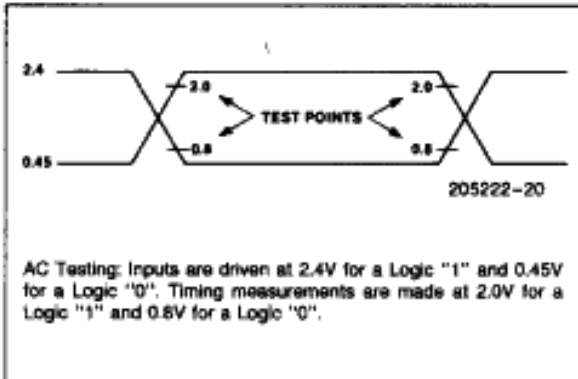 2.4
2.0
2.0
TEST POINTS
0.8
0.8
0.45
205222-20
AC Testing: Inputs are driven at 2.4V for a Logic "1" and 0.45V
for a Logic "0". Timing measurements are made at 2.0V for a
Logic "1" and 0.8V for a Logic "0".